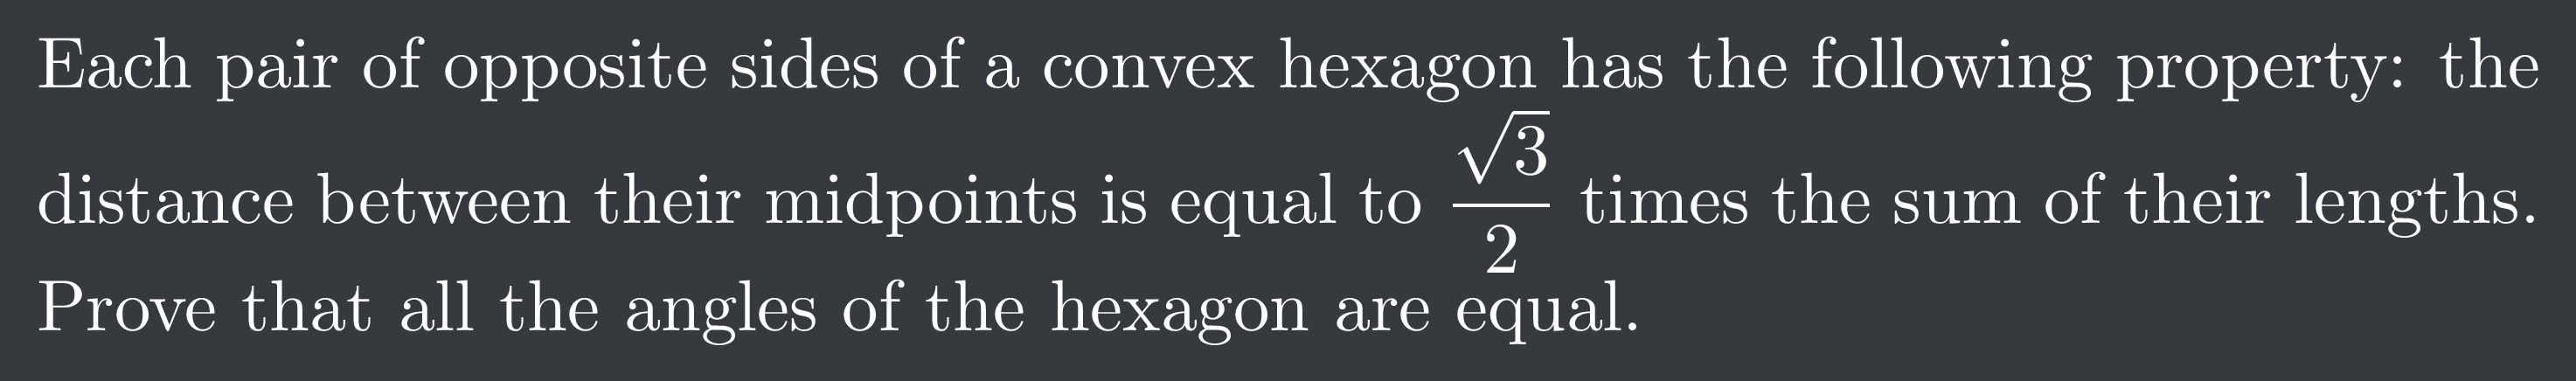 Each pair of opposite sides of a convex hexagon has the following property: the
distance between their midpoints is equal to $\frac{\sqrt{3}}{2}$ times the sum of their lengths.
Prove that all the angles of the hexagon are equal.